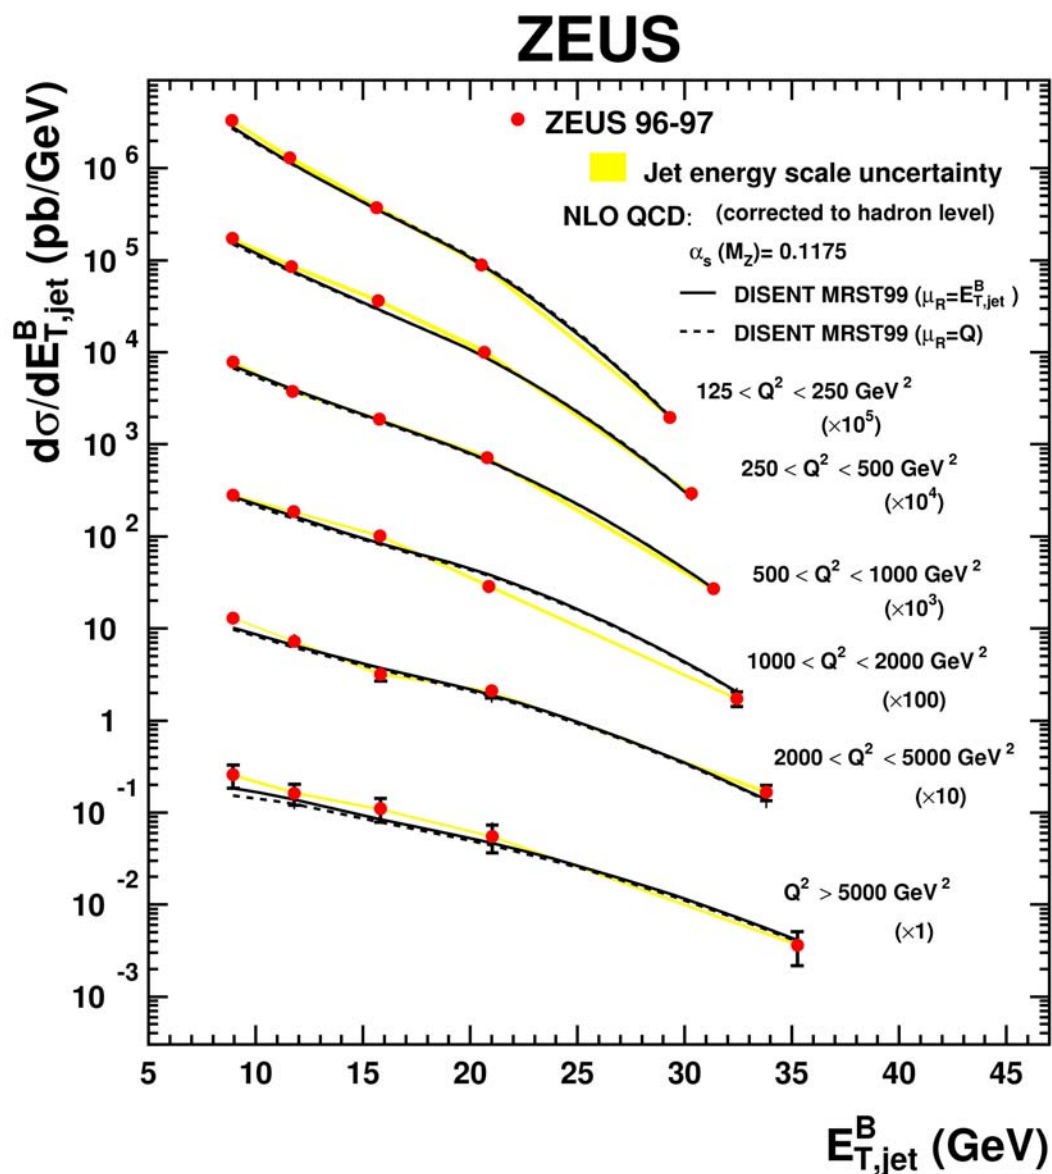 ZEUS
dσ/dE^B_T,jet (pb/GeV)
10^6
10^5
10^4
10^3
10^2
10
1
10^-1
10^-2
10^-3
ZEUS 96-97
Jet energy scale uncertainty
NLO QCD: (corrected to hadron level)
α_s (M_Z)= 0.1175
DISENT MRST99 (μ_R=E^B_T,jet)
DISENT MRST99 (μ_R=Q)
125 < Q^2 < 250 GeV^2
(×10^5)
250 < Q^2 < 500 GeV^2
(×10^4)
500 < Q^2 < 1000 GeV^2
(×10^3)
1000 < Q^2 < 2000 GeV^2
(×100)
2000 < Q^2 < 5000 GeV^2
(×10)
Q^2 > 5000 GeV^2
(×1)
5 10 15 20 25 30 35 40 45
E^B_T,jet (GeV)